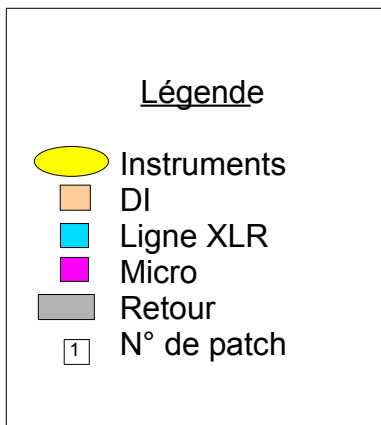 Légende
Instruments
DI
Ligne XLR
Micro
Retour
1 N° de patch